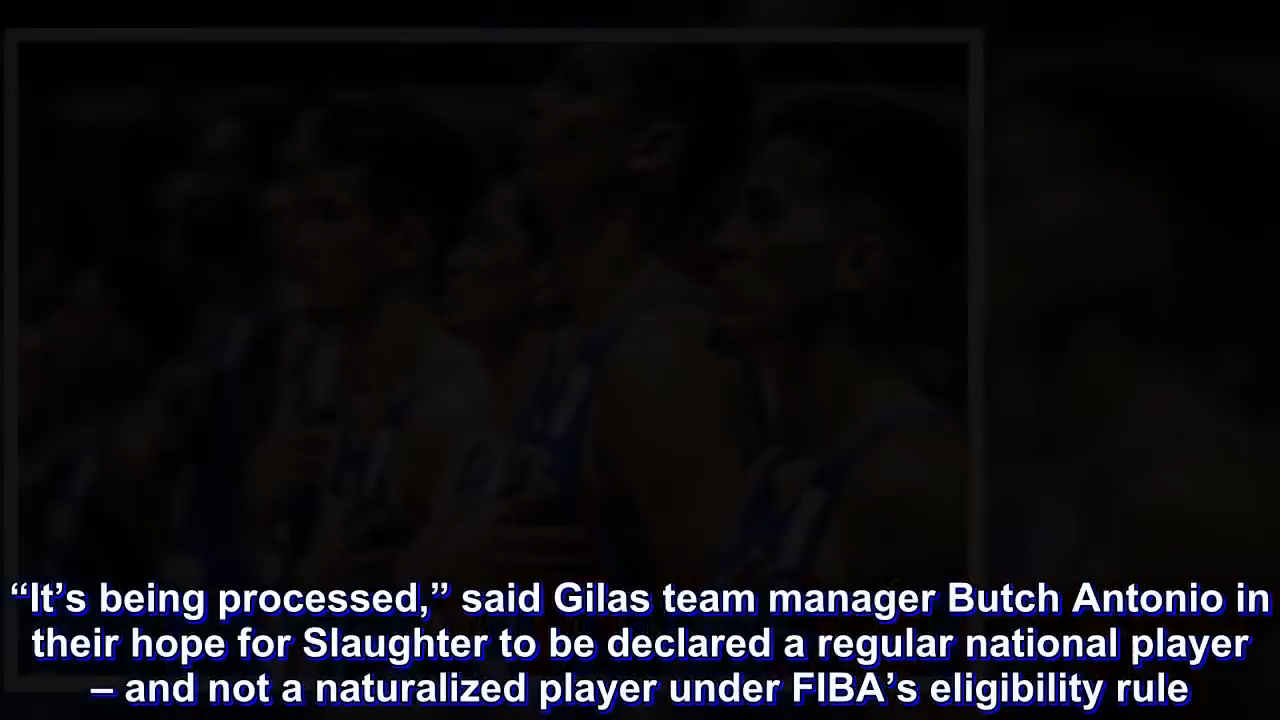 “It’s being processed,” said Gilas team manager Butch Antonio in
their hope for Slaughter to be declared a regular national player
– and not a naturalized player under FIBA’s eligibility rule